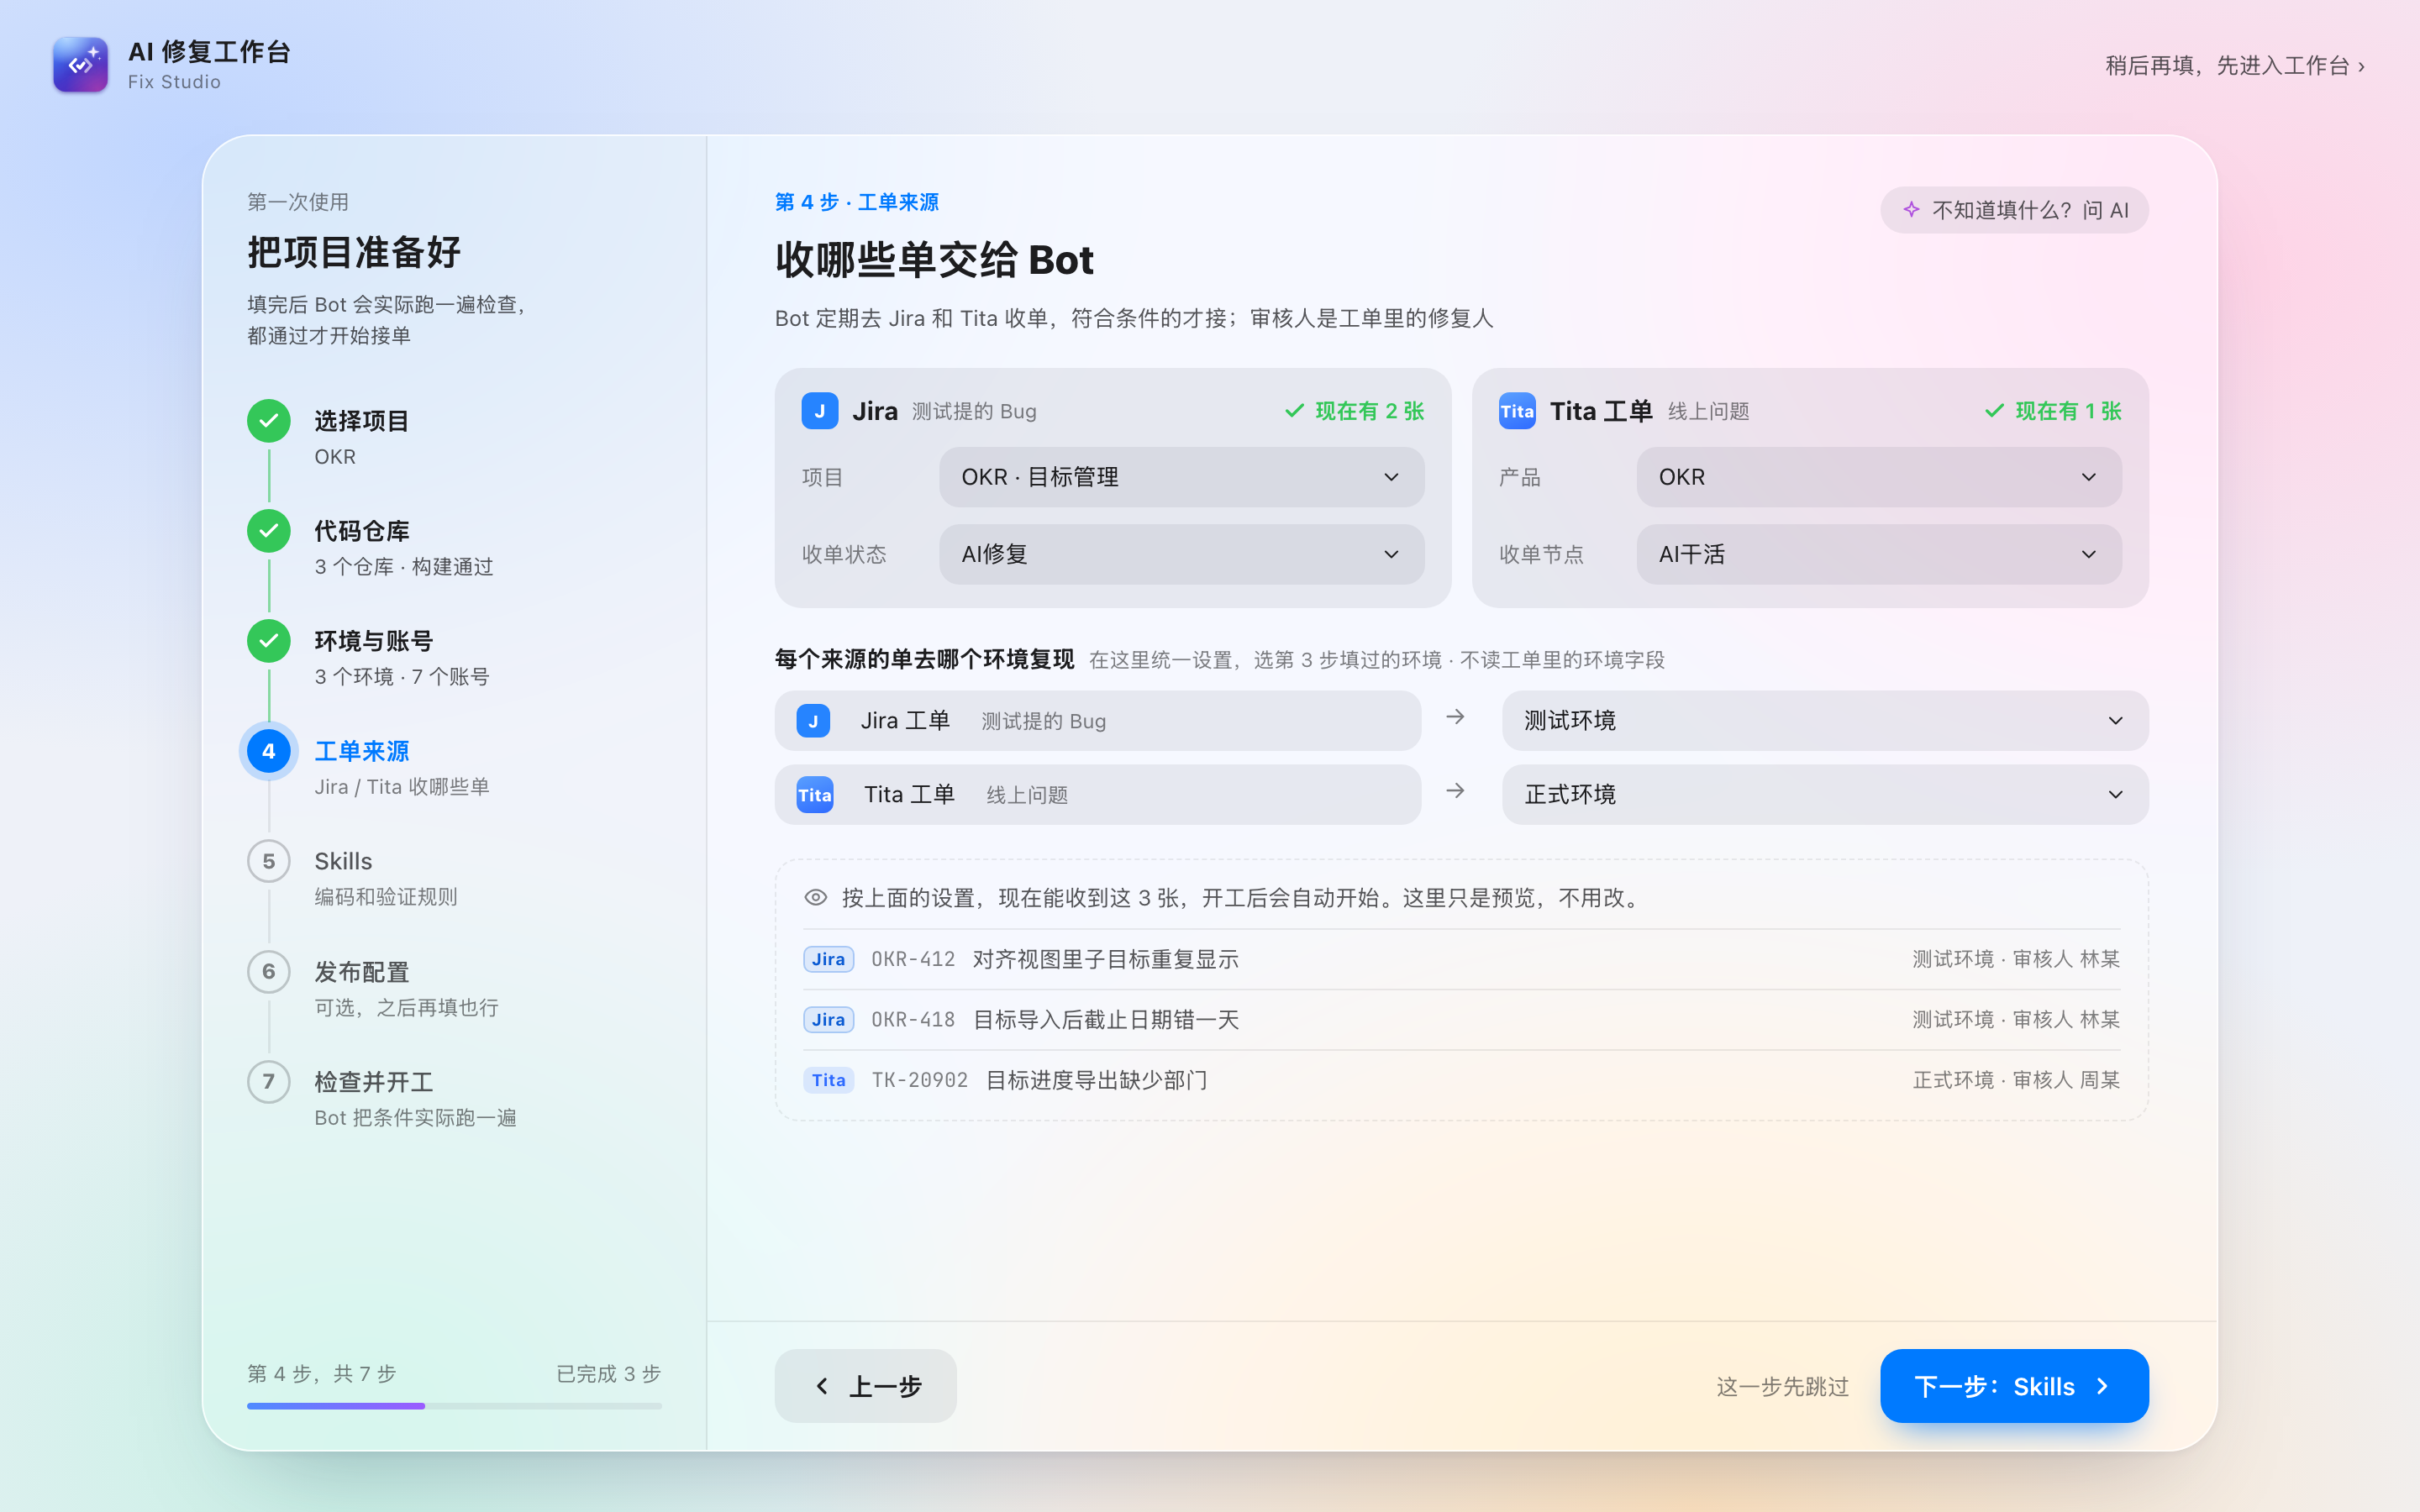 AI 修复工作台
Fix Studio
稍后再填，先进入工作台 ›
第一次使用
把项目准备好
填完后 Bot 会实际跑一遍检查，
都通过才开始接单
选择项目
OKR
代码仓库
3 个仓库 · 构建通过
环境与账号
3 个环境 · 7 个账号
4 工单来源
Jira / Tita 收哪些单
5 Skills
编码和验证规则
6 发布配置
可选，之后再填也行
7 检查并开工
Bot 把条件实际跑一遍
第 4 步，共 7 步 已完成 3 步
第 4 步 · 工单来源
不知道填什么？问 AI
收哪些单交给 Bot
Bot 定期去 Jira 和 Tita 收单，符合条件的才接；审核人是工单里的修复人
J Jira 测试提的 Bug 现在有 2 张
项目 OKR · 目标管理
收单状态 AI修复
Tita Tita 工单 线上问题 现在有 1 张
产品 OKR
收单节点 AI干活
每个来源的单去哪个环境复现 在这里统一设置，选第 3 步填过的环境 · 不读工单里的环境字段
J Jira 工单 测试提的 Bug → 测试环境
Tita Tita 工单 线上问题 → 正式环境
按上面的设置，现在能收到这 3 张，开工后会自动开始。这里只是预览，不用改。
Jira OKR-412 对齐视图里子目标重复显示 测试环境 · 审核人 林某
Jira OKR-418 目标导入后截止日期错一天 测试环境 · 审核人 林某
Tita TK-20902 目标进度导出缺少部门 正式环境 · 审核人 周某
上一步
这一步先跳过
下一步：Skills